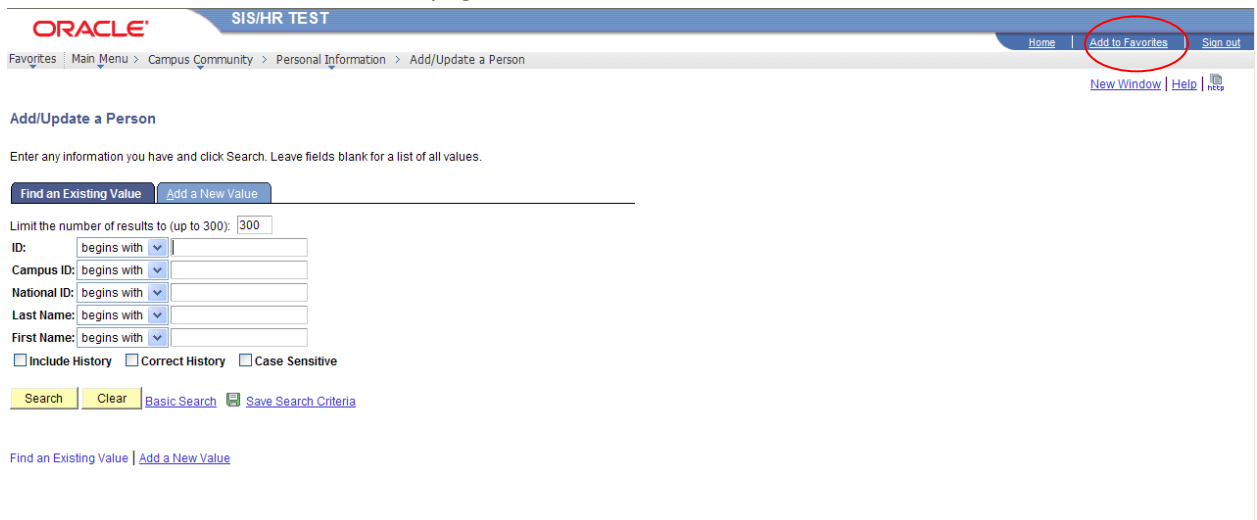 ORACLE
SIS/HR TEST
Home | Add to Favorites | Sign out
Favorites Main Menu > Campus Community > Personal Information > Add/Update a Person
New Window | Help | http
Add/Update a Person
Enter any information you have and click Search. Leave fields blank for a list of all values.
Find an Existing Value Add a New Value
Limit the number of results to (up to 300): 300
ID: begins with
Campus ID: begins with
National ID: begins with
Last Name: begins with
First Name: begins with
Include History Correct History Case Sensitive
Search Clear Basic Search Save Search Criteria
Find an Existing Value | Add a New Value